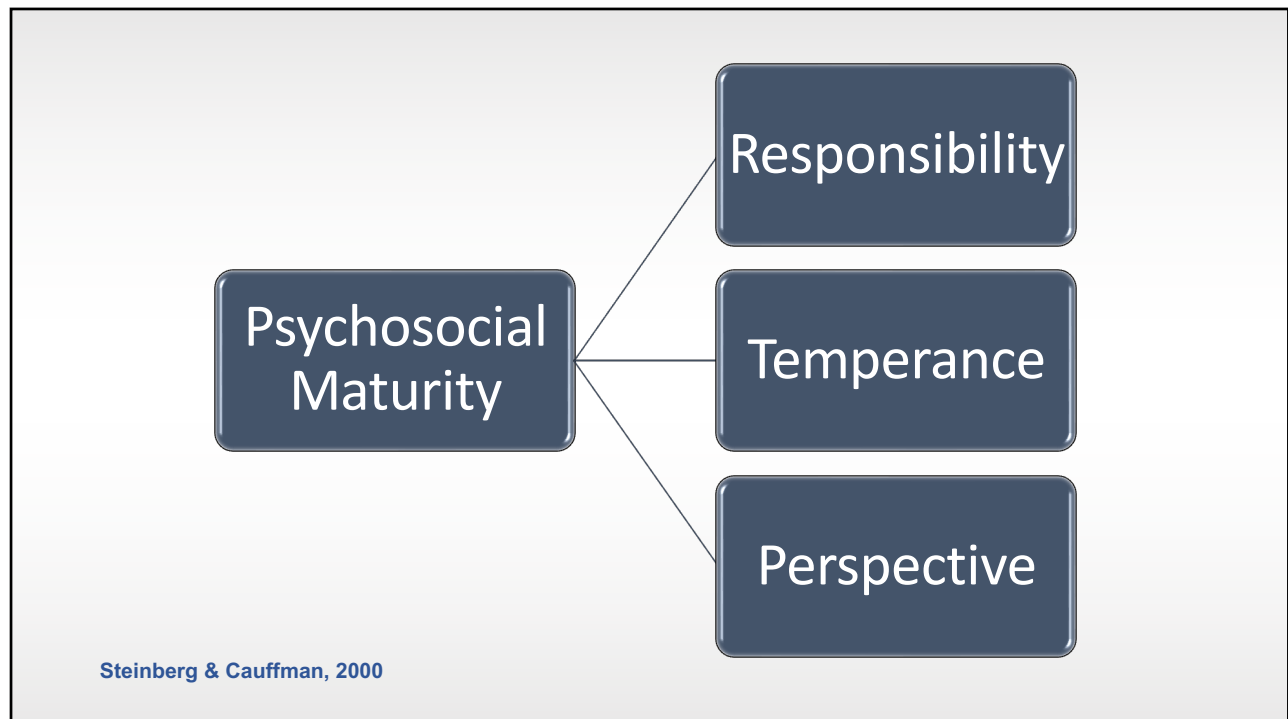 Psychosocial
Maturity
Responsibility
Temperance
Perspective
Steinberg & Cauffman, 2000